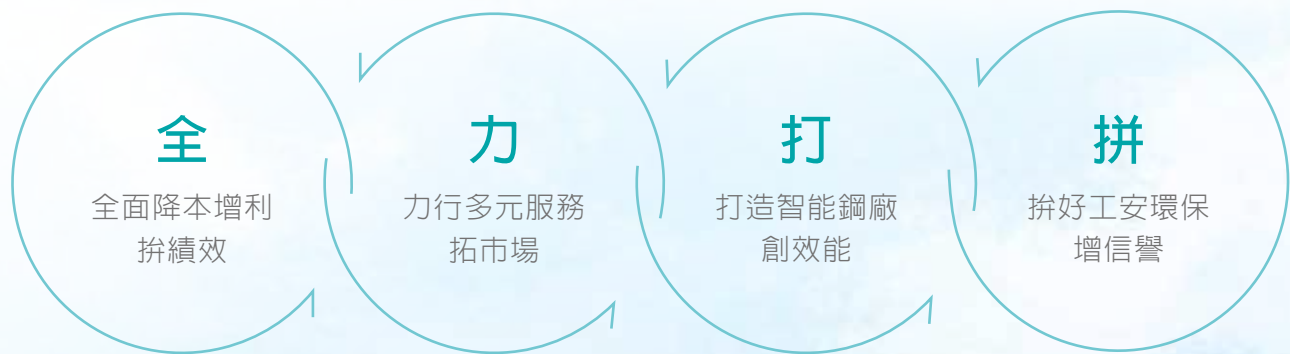 全
全面降本增利
拚績效
力
力行多元服務
拓市場
打
打造智能鋼廠
創效能
拼
拚好工安環保
增信譽